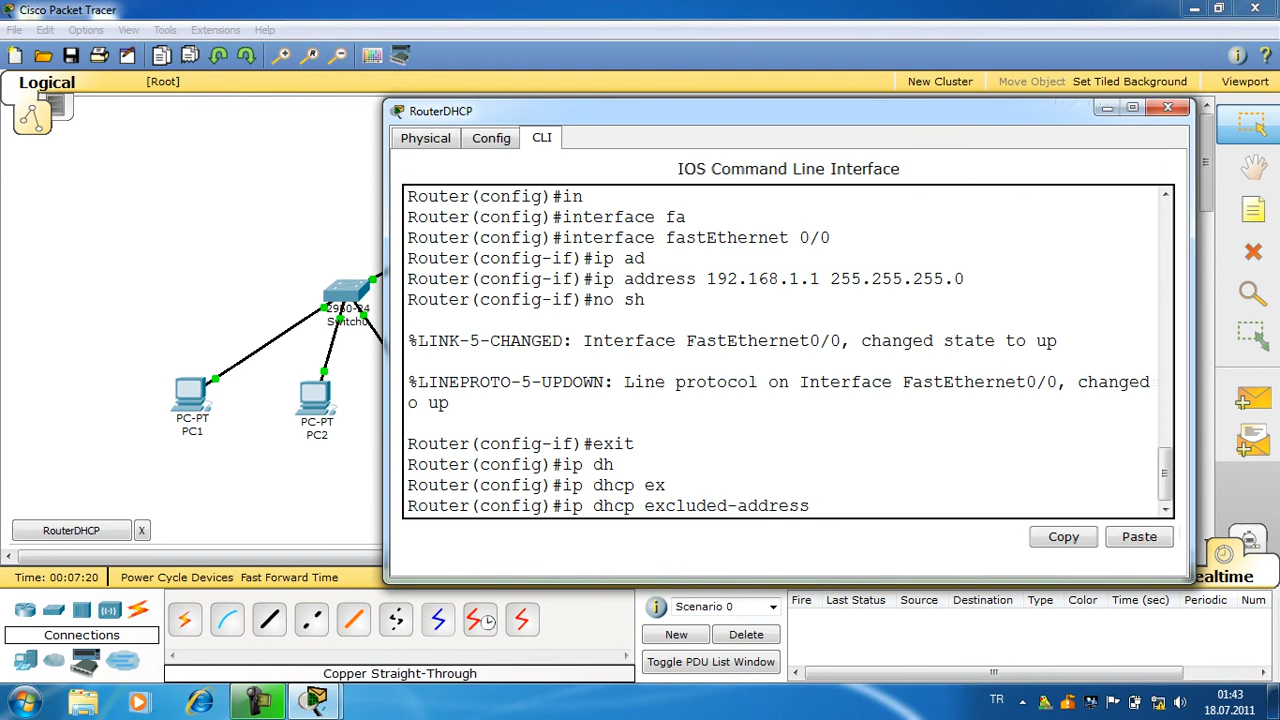 Cisco Packet Tracer
File Edit Options View Tools Extensions Help
Logical [Root] New Cluster Move Object Set Tiled Background Viewport
RouterDHCP
Physical Config CLI
IOS Command Line Interface
Router(config)#in
Router(config)#interface fa
Router(config)#interface fastEthernet 0/0
Router(config-if)#ip ad
Router(config-if)#ip address 192.168.1.1 255.255.255.0
Router(config-if)#no sh
%LINK-5-CHANGED: Interface FastEthernet0/0, changed state to up
%LINEPROTO-5-UPDOWN: Line protocol on Interface FastEthernet0/0, changed
o up
Router(config-if)#exit
Router(config)#ip dh
Router(config)#ip dhcp ex
Router(config)#ip dhcp excluded-address
Copy Paste
2950-24
Switch0
PC-PT
PC1
PC-PT
PC2
RouterDHCP X
Time: 00:07:20 Power Cycle Devices Fast Forward Time
ealtime
Connections
Copper Straight-Through
Scenario 0
New Delete
Toggle PDU List Window
Fire Last Status Source Destination Type Color Time (sec) Periodic Num
TR
01:43
18.07.2011